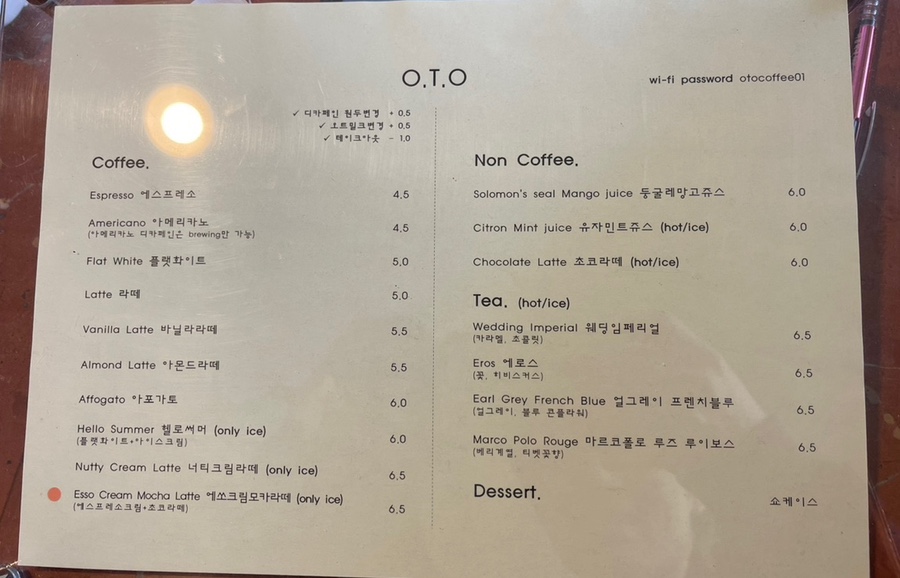 O.T.O
wi-fi password otocoffee01
✓ 디카페인 원두변경 + 0.5
✓ 오트밀크변경 + 0.5
✓ 테이크아웃 - 1.0
Coffee.
Espresso 에스프레소 4.5
Americano 아메리카노 4.5
(아메리카노 디카페인은 brewing만 가능)
Flat White 플랫화이트 5.0
Latte 라떼 5.0
Vanilla Latte 바닐라라떼 5.5
Almond Latte 아몬드라떼 5.5
Affogato 아포가토 6.0
Hello Summer 헬로써머 (only ice) 6.0
(플랫화이트+아이스크림)
Nutty Cream Latte 너티크림라떼 (only ice) 6.5
Esso Cream Mocha Latte 에쏘크림모카라떼 (only ice) 6.5
(에스프레소크림+초코라떼)
Non Coffee.
Solomon's seal Mango juice 둥굴레망고쥬스 6.0
Citron Mint juice 유자민트쥬스 (hot/ice) 6.0
Chocolate Latte 초코라떼 (hot/ice) 6.0
Tea. (hot/ice)
Wedding Imperial 웨딩임페리얼 6.5
(카라멜, 초콜릿)
Eros 에로스 6.5
(꽃, 히비스커스)
Earl Grey French Blue 얼그레이 프렌치블루 6.5
(얼그레이, 블루 콘플라워)
Marco Polo Rouge 마르코폴로 루즈 루이보스 6.5
(베리계열, 티벳꽃향)
Dessert. 쇼케이스